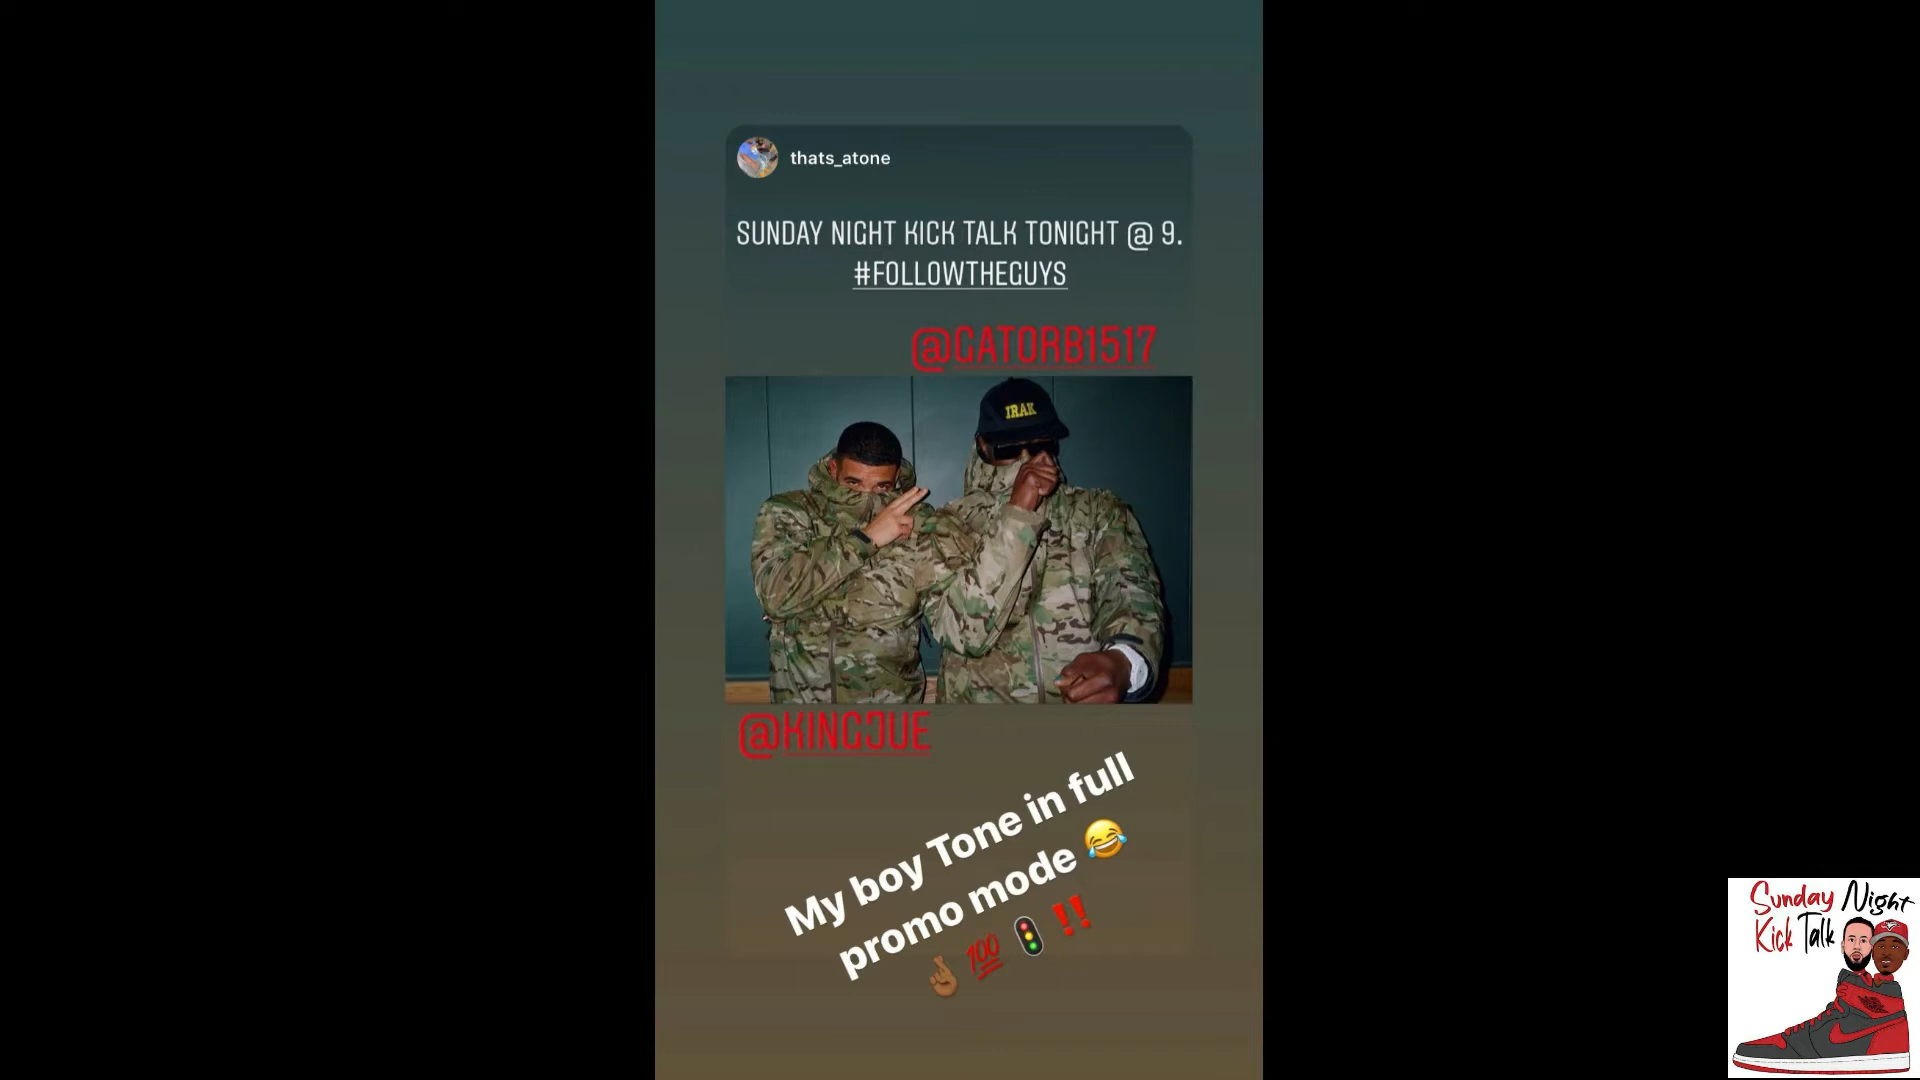 thats_atone
SUNDAY NIGHT KICK TALK TONIGHT @ 9.
#FOLLOWTHEGUYS
@GATORB1517
IRAK
@KINGJUE
My boy Tone in full
promo mode 😂
🤞🏾💯🚦‼️
Sunday Night
Kick Talk